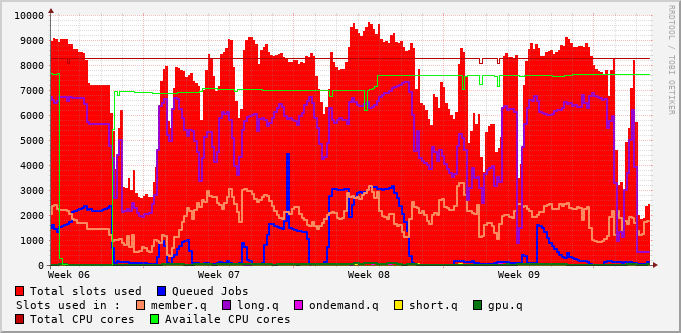 10000
9000
8000
7000
6000
5000
4000
3000
2000
1000
0
Week 06 Week 07 Week 08 Week 09
Total slots used Queued Jobs
Slots used in : member.q long.q ondemand.q short.q gpu.q
Total CPU cores Availale CPU cores
RRDTOOL / TOBI OETIKER